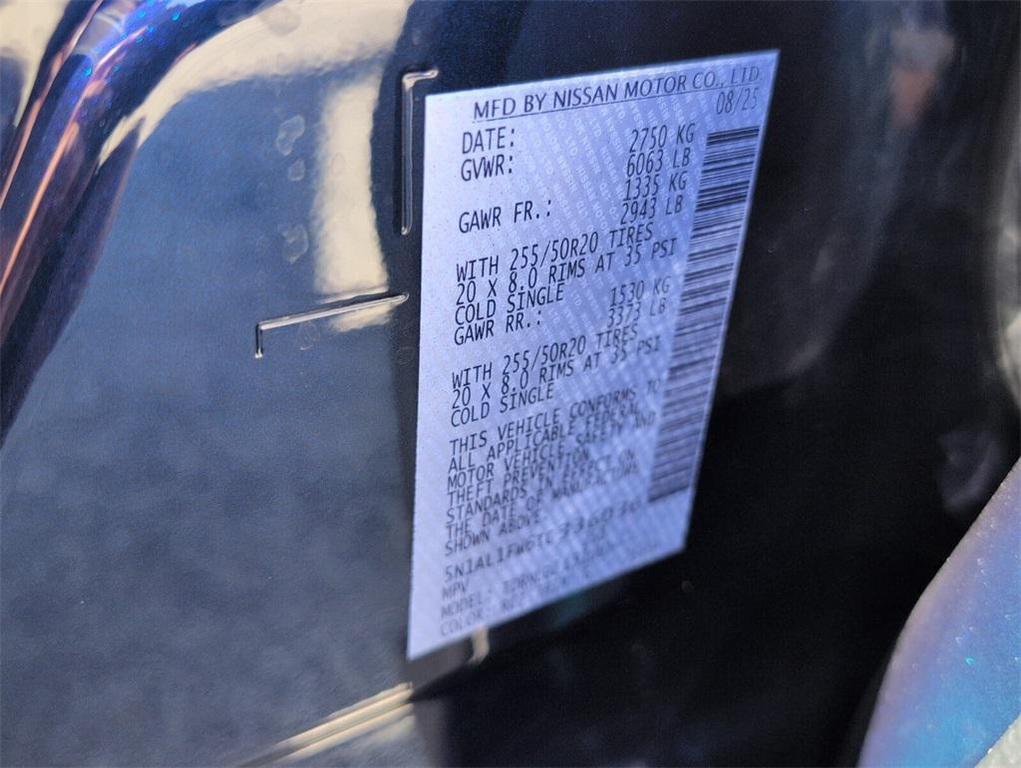 MFD BY NISSAN MOTOR CO., LTD
DATE: 08/25
GVWR: 2750 KG
6063 LB
GAWR FR.: 1335 KG
2943 LB
WITH 255/50R20 TIRES
20 X 8.0 RIMS AT 35 PSI
COLD SINGLE
GAWR RR.: 1530 KG
3373 LB
WITH 255/50R20 TIRES
20 X 8.0 RIMS AT 35 PSI
COLD SINGLE
THIS VEHICLE CONFORMS TO
ALL APPLICABLE FEDERAL
MOTOR VEHICLE SAFETY AND
THEFT PREVENTION
STANDARDS IN EFFECT ON
THE DATE OF MANUFACTURE
SHOWN ABOVE
MPV
MODEL:
COLOR: